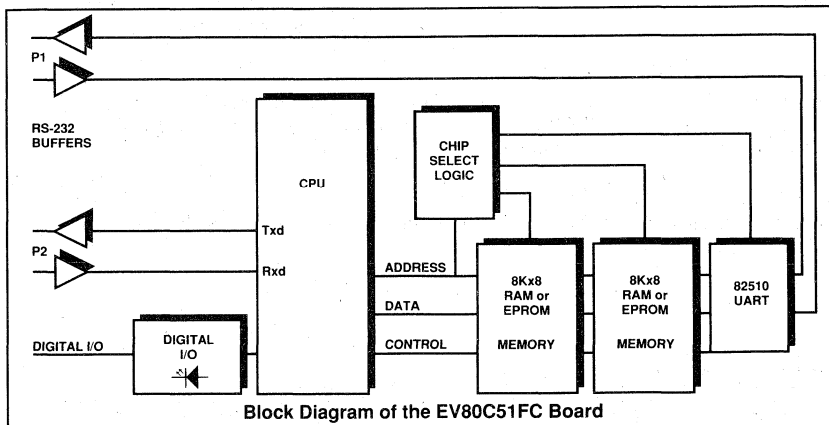 P1
RS-232
BUFFERS
P2
CPU
Txd
Rxd
CHIP
SELECT
LOGIC
ADDRESS
DATA
CONTROL
8Kx8
RAM or
EPROM
MEMORY
8Kx8
RAM or
EPROM
MEMORY
82510
UART
DIGITAL I/O
DIGITAL
I/O
Block Diagram of the EV80C51FC Board